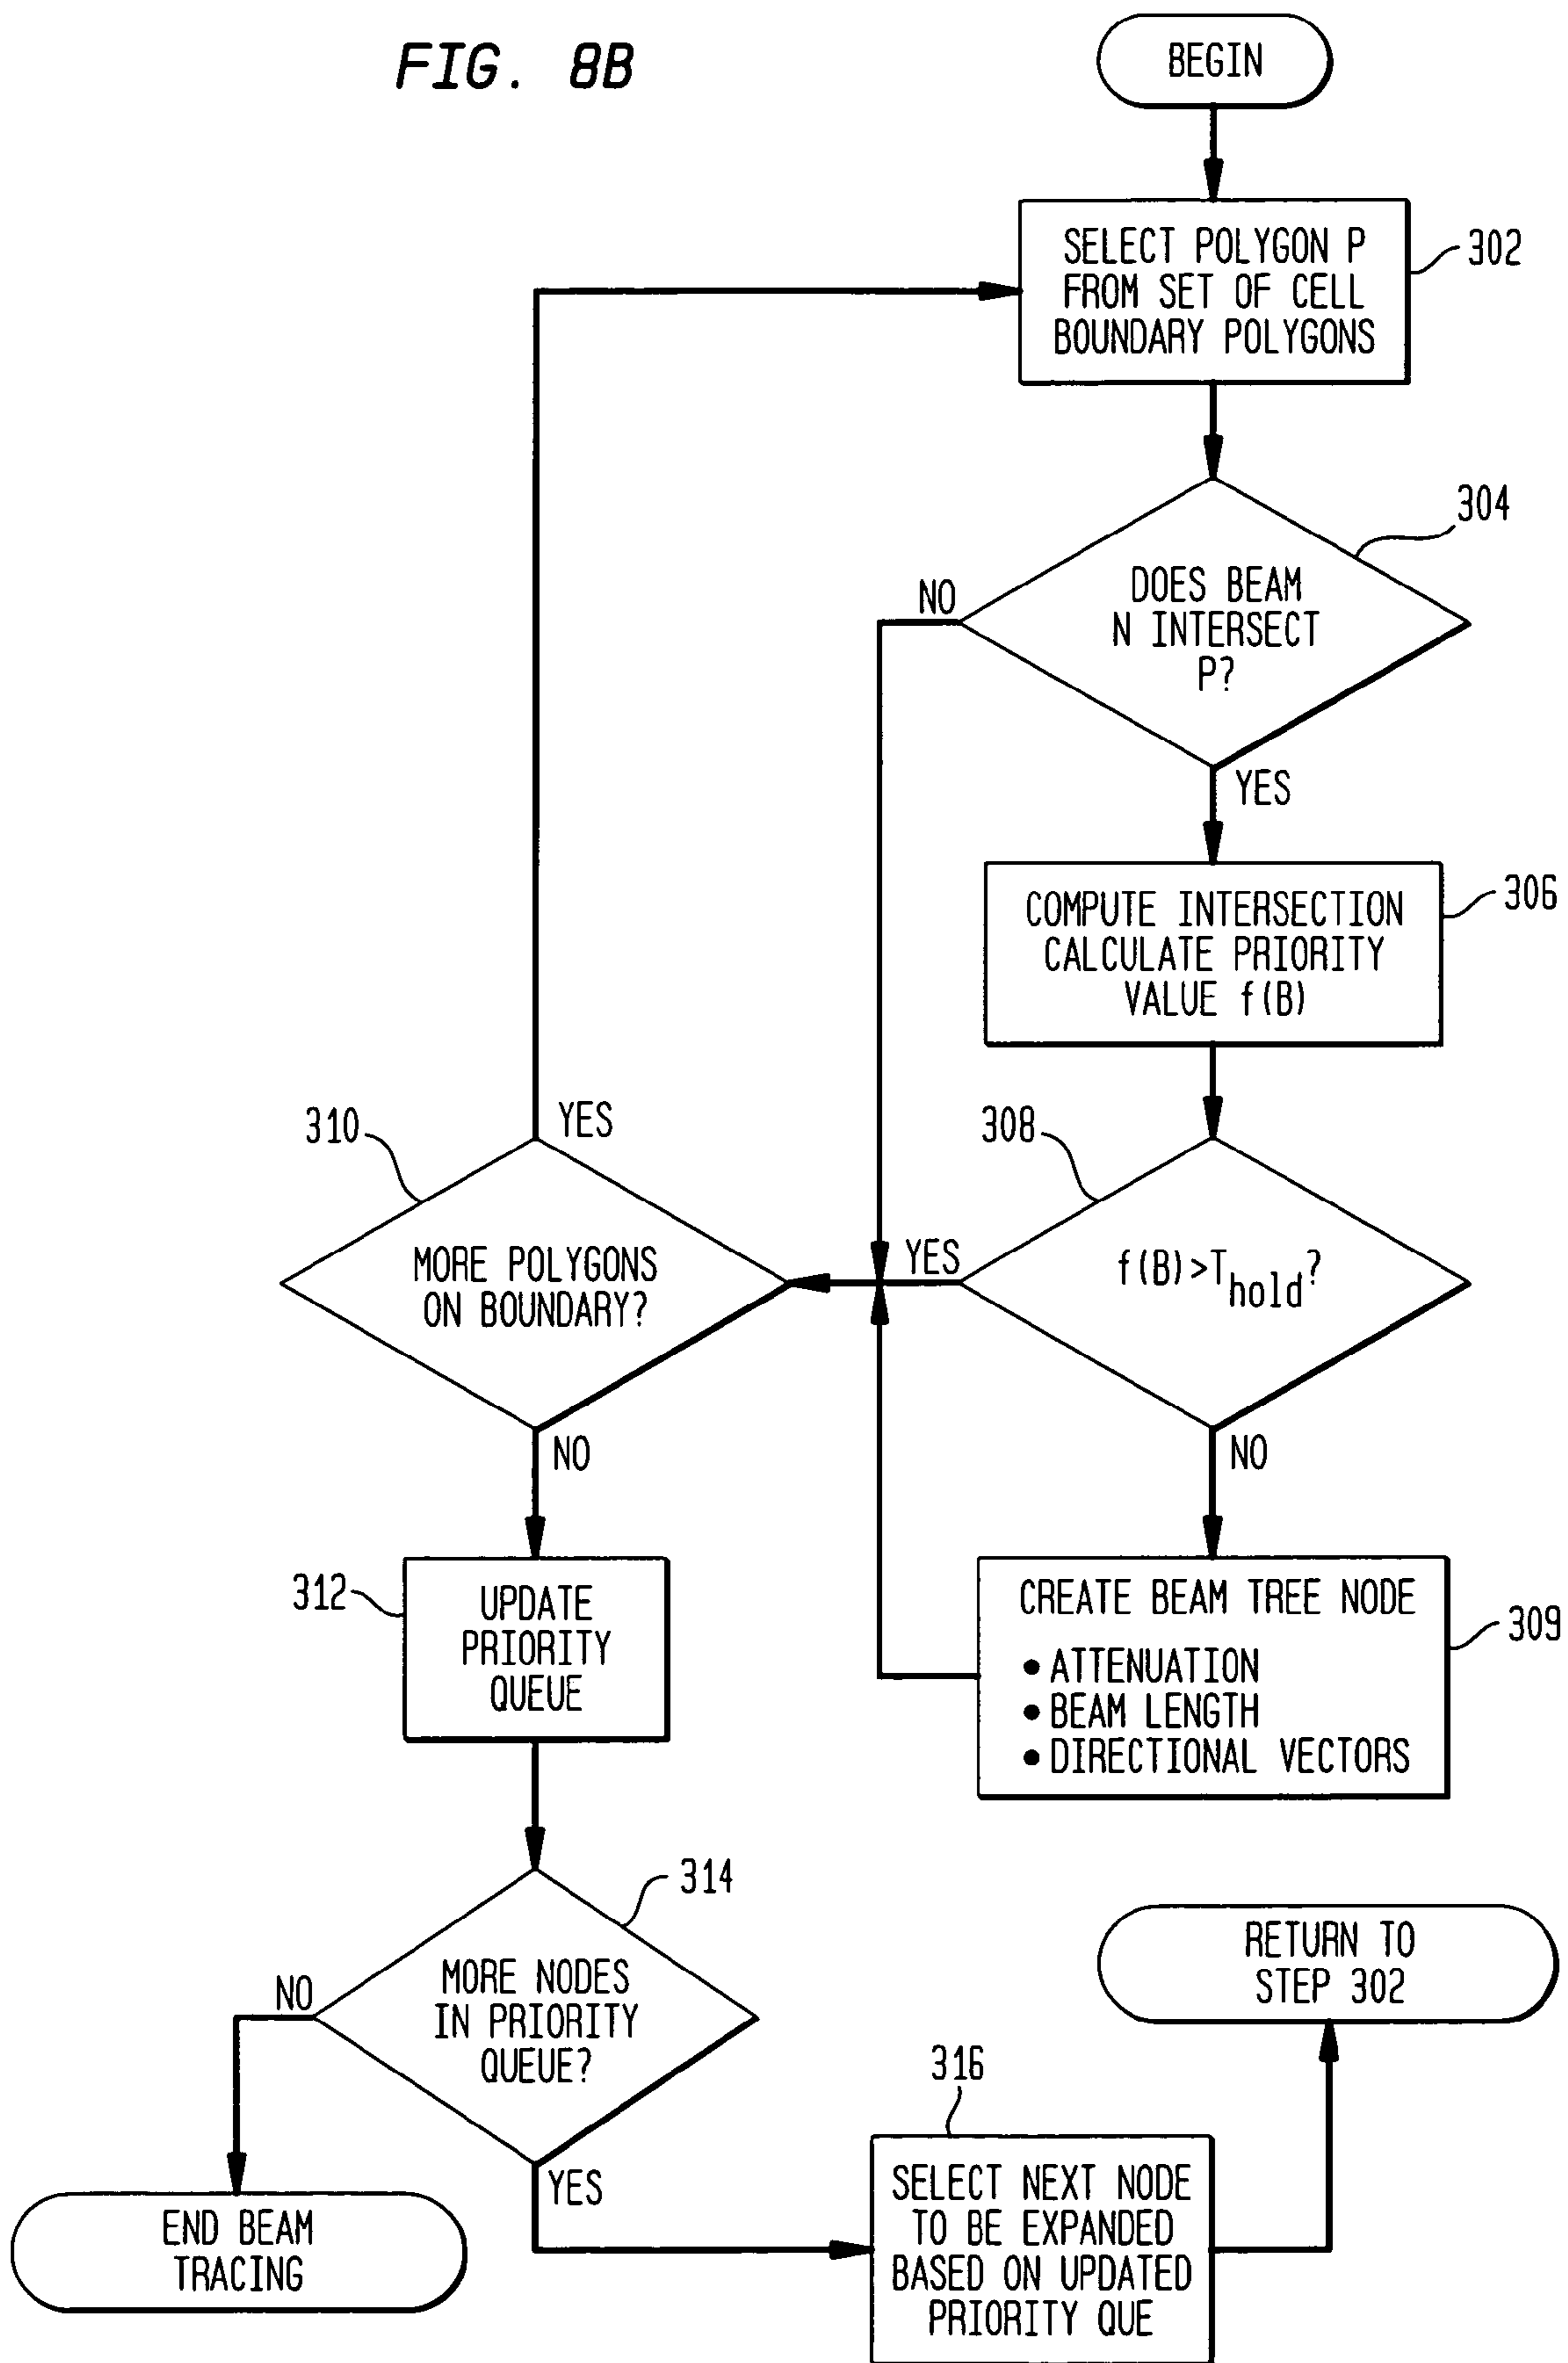 FIG. 8B
BEGIN
SELECT POLYGON P
FROM SET OF CELL
BOUNDARY POLYGONS
302
304
DOES BEAM
N INTERSECT
P?
NO
YES
COMPUTE INTERSECTION
CALCULATE PRIORITY
VALUE f(B)
306
308
f(B)>Thold?
YES
NO
310
YES
MORE POLYGONS
ON BOUNDARY?
NO
CREATE BEAM TREE NODE
• ATTENUATION
• BEAM LENGTH
• DIRECTIONAL VECTORS
309
312
UPDATE
PRIORITY
QUEUE
314
MORE NODES
IN PRIORITY
QUEUE?
NO
YES
END BEAM
TRACING
316
SELECT NEXT NODE
TO BE EXPANDED
BASED ON UPDATED
PRIORITY QUE
RETURN TO
STEP 302